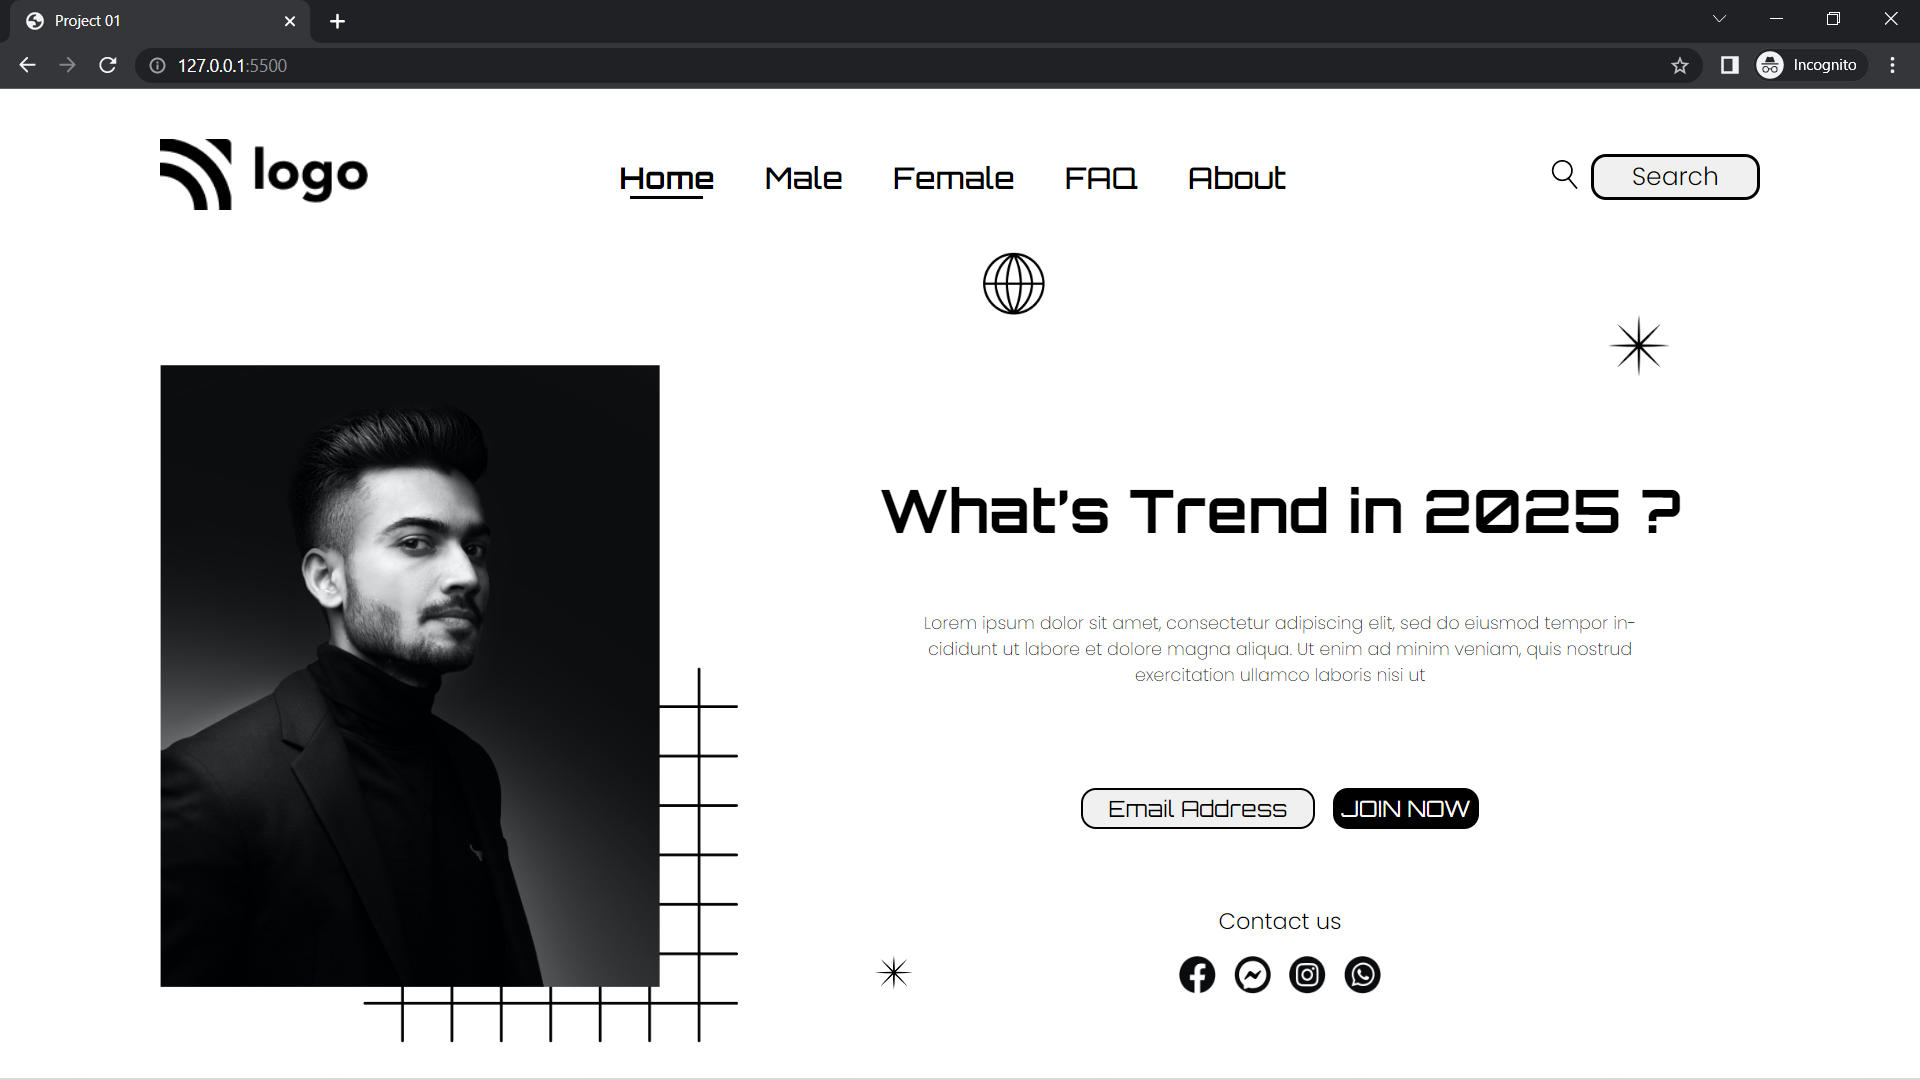 Project 01
127.0.0.1:5500
Incognito
logo
Home Male Female FAQ About
Search
What's Trend in 2025 ?
Lorem ipsum dolor sit amet, consectetur adipiscing elit, sed do eiusmod tempor in-
cididunt ut labore et dolore magna aliqua. Ut enim ad minim veniam, quis nostrud
exercitation ullamco laboris nisi ut
Email Address JOIN NOW
Contact us